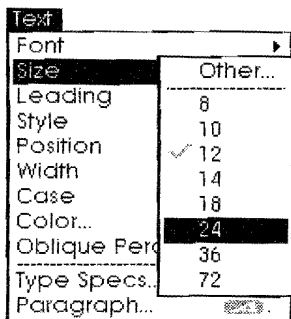 Text
Font
Size
Leading
Style
Position
Width
Case
Color...
Oblique Perc
Type Specs..
Paragraph...
Other...
8
10
12
14
18
24
36
72